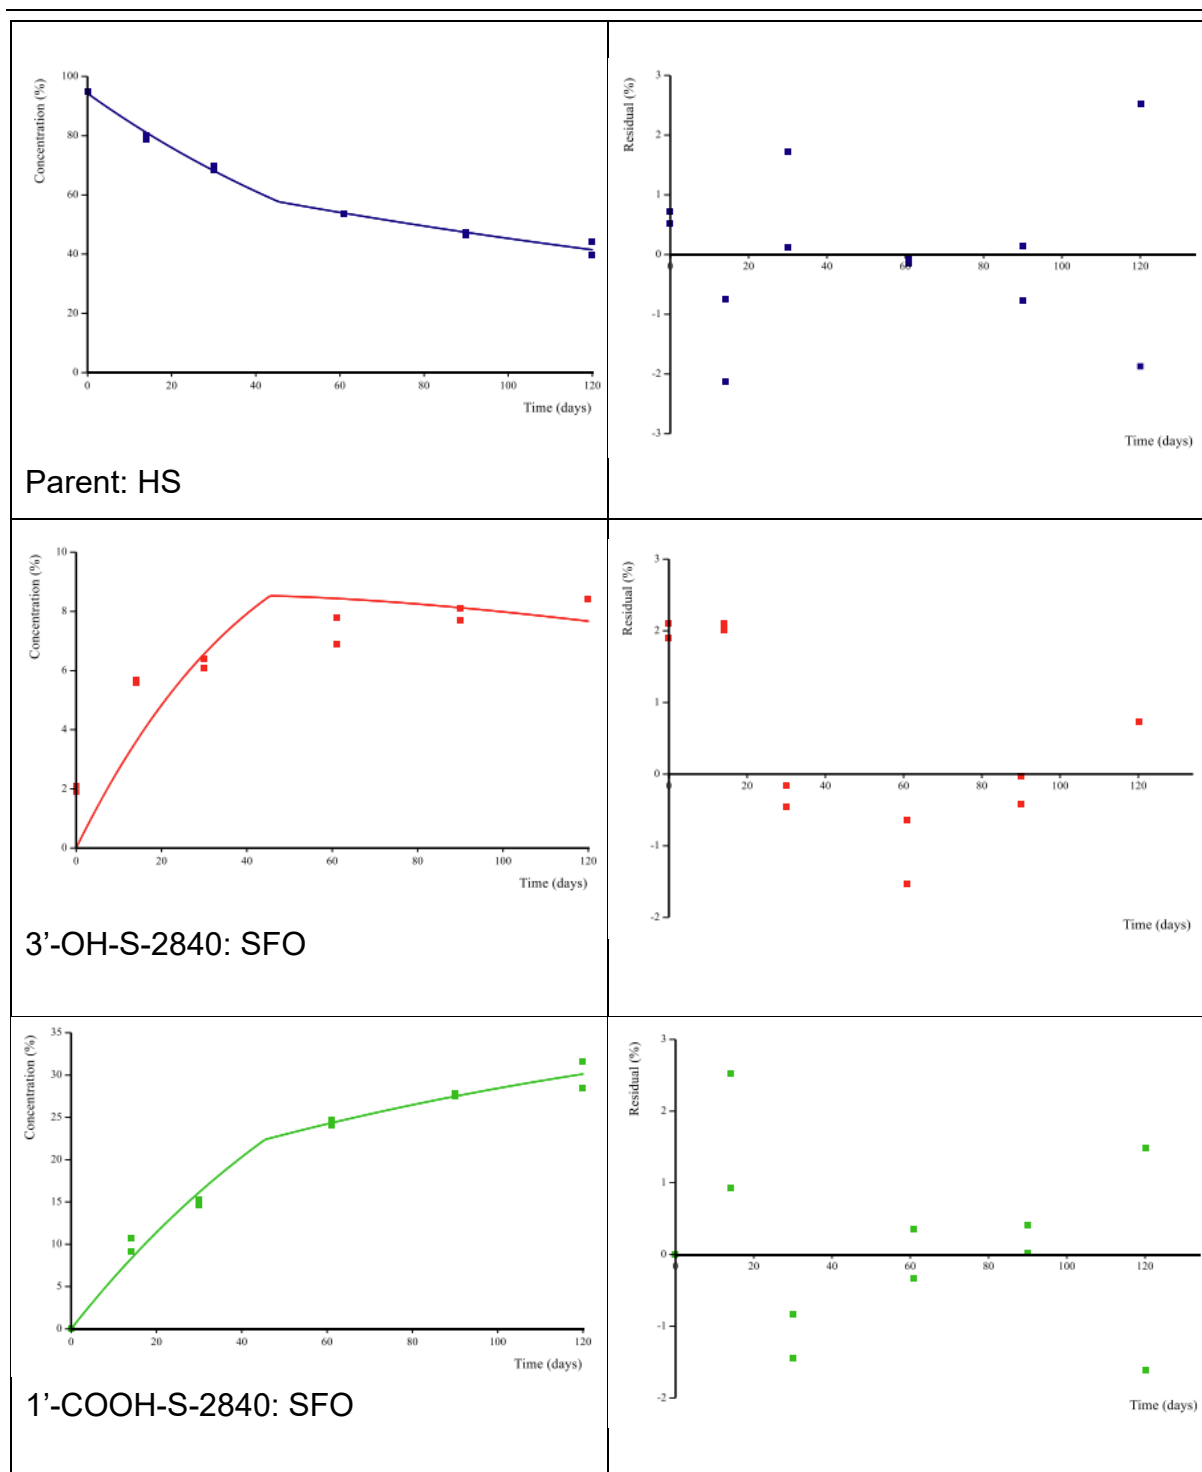 Concentration (%)
100
80
60
40
20
0
0 20 40 60 80 100 120
Time (days)
Parent: HS
Residual (%)
3
2
1
0
-1
-2
-3
0 20 40 60 80 100 120
Time (days)
Concentration (%)
10
8
6
4
2
0
0 20 40 60 80 100 120
Time (days)
3’-OH-S-2840: SFO
Residual (%)
3
2
1
0
-1
-2
0 20 40 60 80 100 120
Time (days)
Concentration (%)
35
30
25
20
15
10
5
0
0 20 40 60 80 100 120
Time (days)
1’-COOH-S-2840: SFO
Residual (%)
3
2
1
0
-1
-2
0 20 40 60 80 100 120
Time (days)